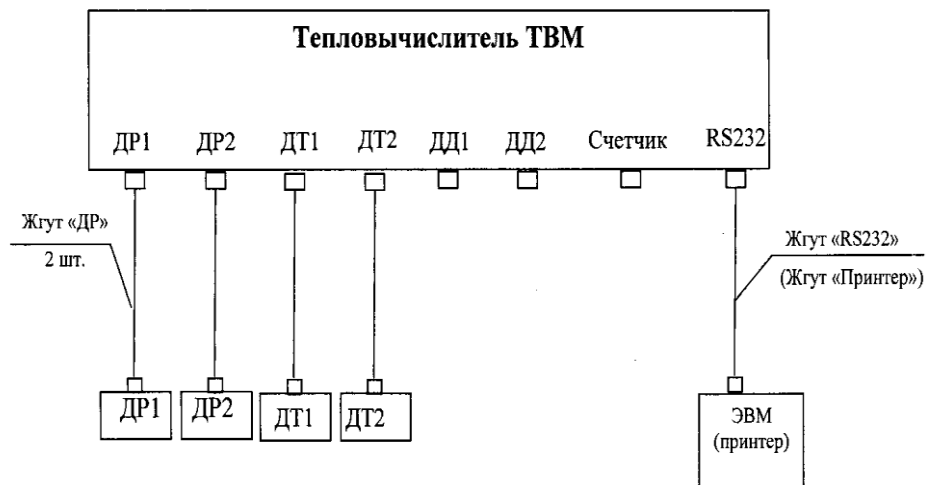 Тепловычислитель ТВМ
ДР1 ДР2 ДТ1 ДТ2 ДД1 ДД2 Счетчик RS232
Жгут «ДР»
2 шт.
Жгут «RS232»
(Жгут «Принтер»)
ДР1 ДР2 ДТ1 ДТ2
ЭВМ
(принтер)